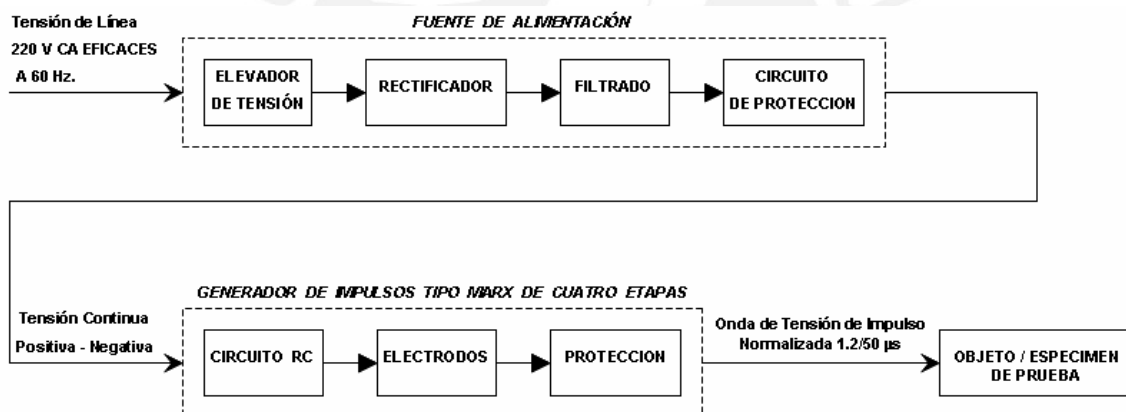 Tensión de Línea
220 V CA EFICACES
A 60 Hz.
FUENTE DE ALIMENTACIÓN
ELEVADOR
DE TENSIÓN
RECTIFICADOR
FILTRADO
CIRCUITO
DE PROTECCION
GENERADOR DE IMPULSOS TIPO MARX DE CUATRO ETAPAS
Tensión Continua
Positiva - Negativa
CIRCUITO RC
ELECTRODOS
PROTECCION
Onda de Tensión de Impulso
Normalizada 1.2/50 µs
OBJETO / ESPECIMEN
DE PRUEBA